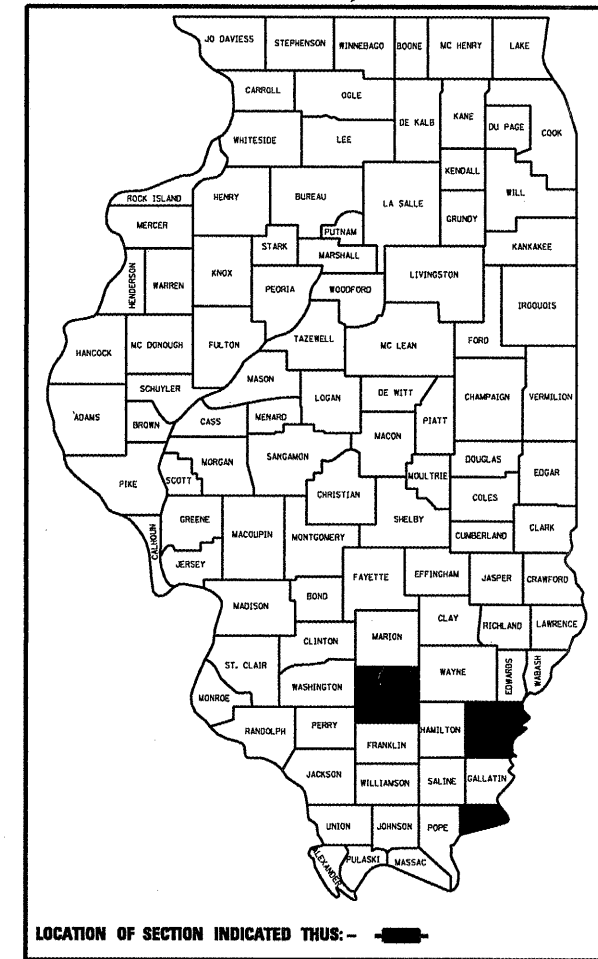 JO DAVIESS
STEPHENSON
WINNEBAGO
BOONE
MC HENRY
LAKE
CARROLL
OGLE
DE KALB
KANE
DU PAGE
COOK
WHITESIDE
LEE
KENDALL
WILL
ROCK ISLAND
HENRY
BUREAU
LA SALLE
GRUNDY
MERCER
PUTNAM
STARK
MARSHALL
KANKAKEE
HENDERSON
WARREN
KNOX
PEORIA
WOODFORD
LIVINGSTON
IROQUOIS
HANCOCK
MC DONOUGH
FULTON
TAZEWELL
MC LEAN
FORD
SCHUYLER
MASON
LOGAN
DE WITT
CHAMPAIGN
VERMILION
ADAMS
BROWN
CASS
MENARD
MACON
PIATT
PIKE
SCOTT
MORGAN
SANGAMON
CHRISTIAN
MOULTRIE
DOUGLAS
EDGAR
COLES
CALHOUN
GREENE
MACOUPIN
MONTGOMERY
SHELBY
CUMBERLAND
CLARK
JERSEY
FAYETTE
EFFINGHAM
JASPER
CRAWFORD
MADISON
BOND
CLAY
RICHLAND
LAWRENCE
CLINTON
MARION
ST. CLAIR
WAYNE
EDWARDS
WABASH
MONROE
WASHINGTON
RANDOLPH
PERRY
HAMILTON
FRANKLIN
JACKSON
WILLIAMSON
SALINE
GALLATIN
UNION
JOHNSON
POPE
ALEXANDER
PULASKI
MASSAC
LOCATION OF SECTION INDICATED THUS:-